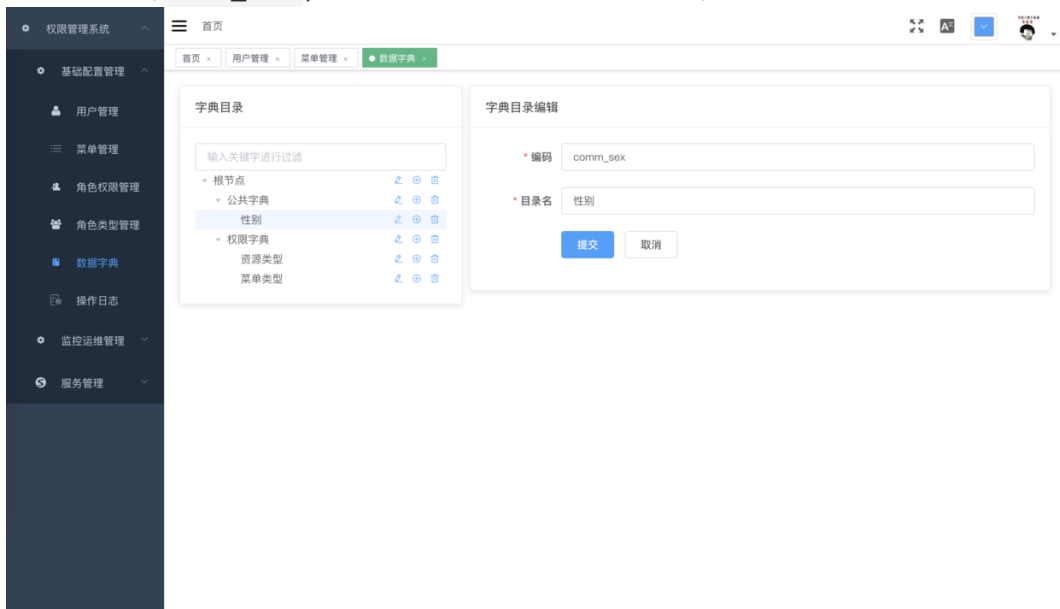 权限管理系统
首页
首页 × 用户管理 × 菜单管理 × 数据字典 ×
基础配置管理
用户管理
菜单管理
角色权限管理
角色类型管理
数据字典
操作日志
监控运维管理
服务管理
字典目录
输入关键字进行过滤
根节点
公共字典
性别
权限字典
资源类型
菜单类型
字典目录编辑
* 编码 comm_sex
* 目录名 性别
提交 取消